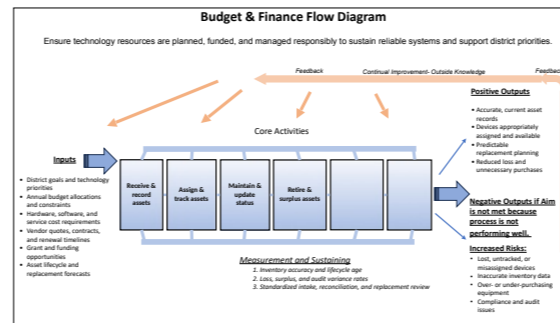 Budget & Finance Flow Diagram
Ensure technology resources are planned, funded, and managed responsibly to sustain reliable systems and support district priorities.
Feedback
Continual Improvement- Outside Knowledge
Feedback
Positive Outputs
• Accurate, current asset
records
• Devices appropriately
assigned and available
• Predictable
replacement planning
• Reduced loss and
unnecessary purchases
Core Activities
Inputs
• District goals and technology
priorities
• Annual budget allocations and
constraints
• Hardware, software, and
service cost requirements
• Vendor quotes, contracts, and
renewal timelines
• Grant and funding
opportunities
• Asset lifecycle and
replacement forecasts
Receive &
record
assets
Assign &
track assets
Maintain &
update
status
Retire &
surplus assets
Negative Outputs if Aim
is not met because
process is not
performing well.
Increased Risks:
• Lost, untracked, or
misassigned devices
• Inaccurate inventory data
• Over- or under-purchasing
equipment
• Compliance and audit
issues
Measurement and Sustaining
1. Inventory accuracy and lifecycle age
2. Loss, surplus, and audit variance rates
3. Standardized intake, reconciliation, and replacement review